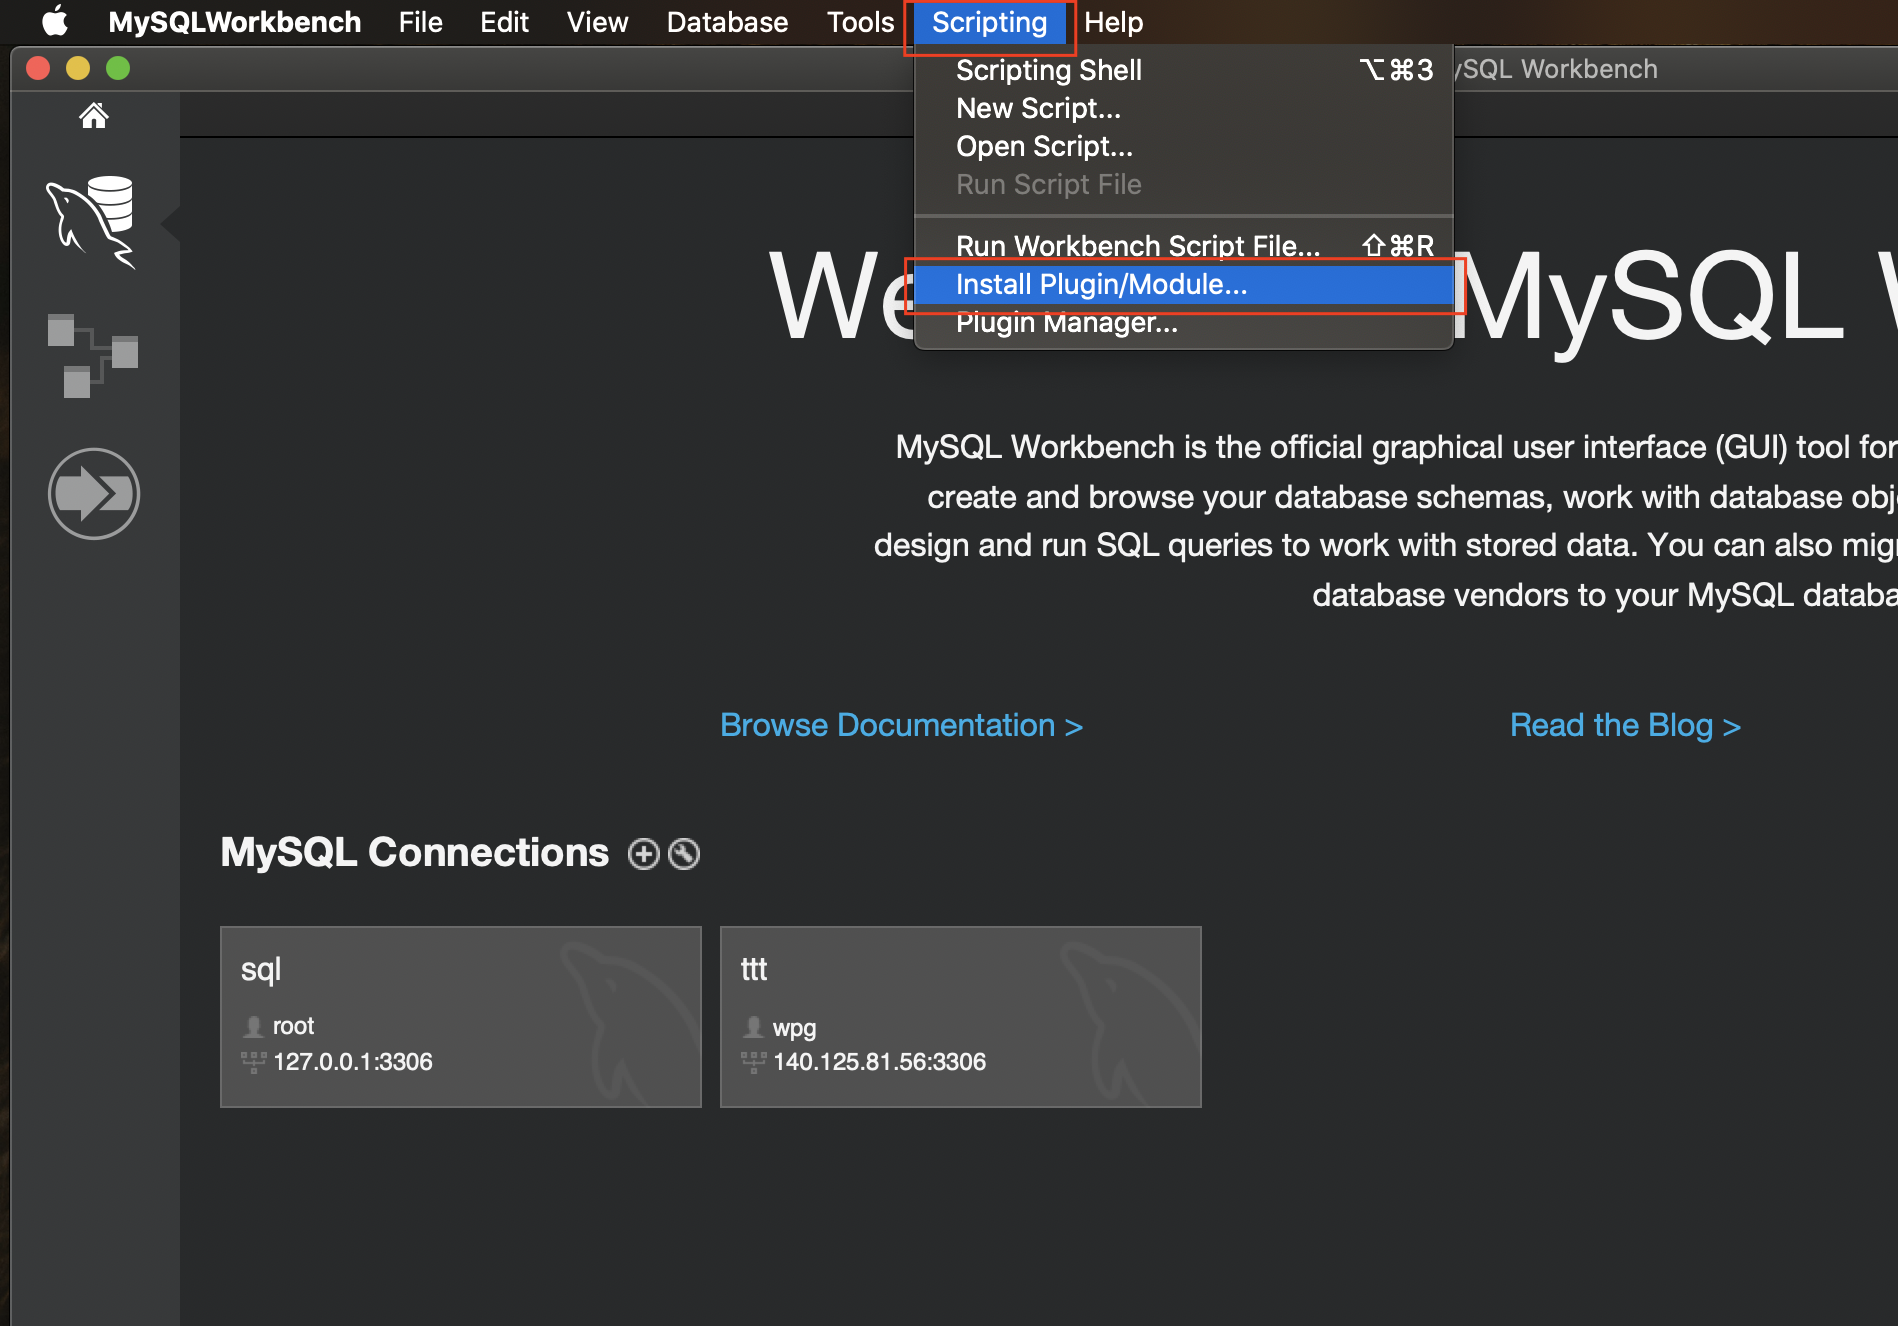 MySQLWorkbench File Edit View Database Tools Scripting Help
Scripting Shell ⌥⌘3
New Script...
Open Script...
Run Script File
Run Workbench Script File... ⇧⌘R
Install Plugin/Module...
Plugin Manager...
ySQL Workbench
We MySQL
MySQL Workbench is the official graphical user interface (GUI) tool for
create and browse your database schemas, work with database obj
design and run SQL queries to work with stored data. You can also migr
database vendors to your MySQL databa
Browse Documentation > Read the Blog >
MySQL Connections
sql
root
127.0.0.1:3306
ttt
wpg
140.125.81.56:3306